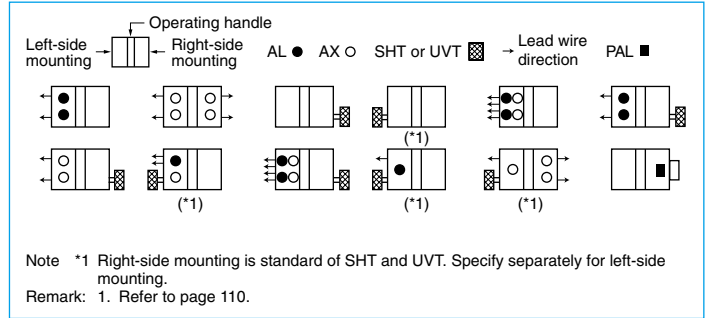 Operating handle
Left-side mounting
Right-side mounting
AL
AX
SHT or UVT
Lead wire direction
PAL
(*1)
(*1)
(*1)
(*1)
Note *1 Right-side mounting is standard of SHT and UVT. Specify separately for left-side
mounting.
Remark: 1. Refer to page 110.